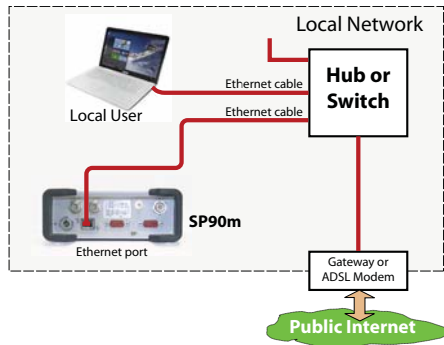 Local Network
Ethernet cable
Hub or
Switch
Local User
Ethernet cable
SP90m
Ethernet port
Gateway or
ADSL Modem
Public Internet